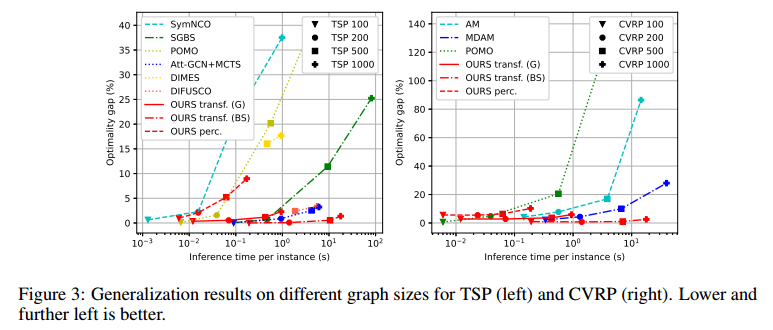 SymNCO
SGBS
POMO
Att-GCN+MCTS
DIMES
DIFUSCO
OURS transf. (G)
OURS transf. (BS)
OURS perc.
TSP 100
TSP 200
TSP 500
TSP 1000
Optimality gap (%)
40
35
30
25
20
15
10
5
0
10⁻³ 10⁻² 10⁻¹ 10⁰ 10¹ 10²
Inference time per instance (s)
AM
MDAM
POMO
OURS transf. (G)
OURS transf. (BS)
OURS perc.
CVRP 100
CVRP 200
CVRP 500
CVRP 1000
Optimality gap (%)
140
120
100
80
60
40
20
0
10⁻² 10⁻¹ 10⁰ 10¹
Inference time per instance (s)
Figure 3: Generalization results on different graph sizes for TSP (left) and CVRP (right). Lower and
further left is better.